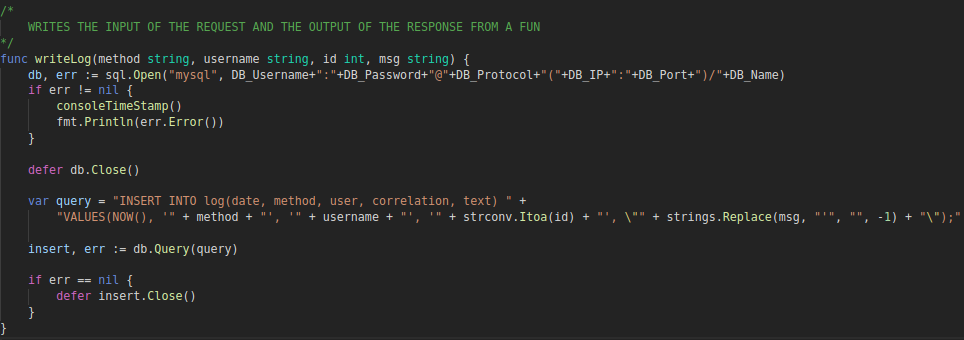 /*
    WRITES THE INPUT OF THE REQUEST AND THE OUTPUT OF THE RESPONSE FROM A FUN
*/
func writeLog(method string, username string, id int, msg string) {
    db, err := sql.Open("mysql", DB_Username+":"+DB_Password+"@"+DB_Protocol+"("+DB_IP+":"+DB_Port+")/"+DB_Name)
    if err != nil {
        consoleTimeStamp()
        fmt.Println(err.Error())
    }

    defer db.Close()

    var query = "INSERT INTO log(date, method, user, correlation, text) " +
        "VALUES(NOW(), '" + method + "', '" + username + "', '" + strconv.Itoa(id) + "', \"" + strings.Replace(msg, "'", "", -1) + "\");"

    insert, err := db.Query(query)

    if err == nil {
        defer insert.Close()
    }
}